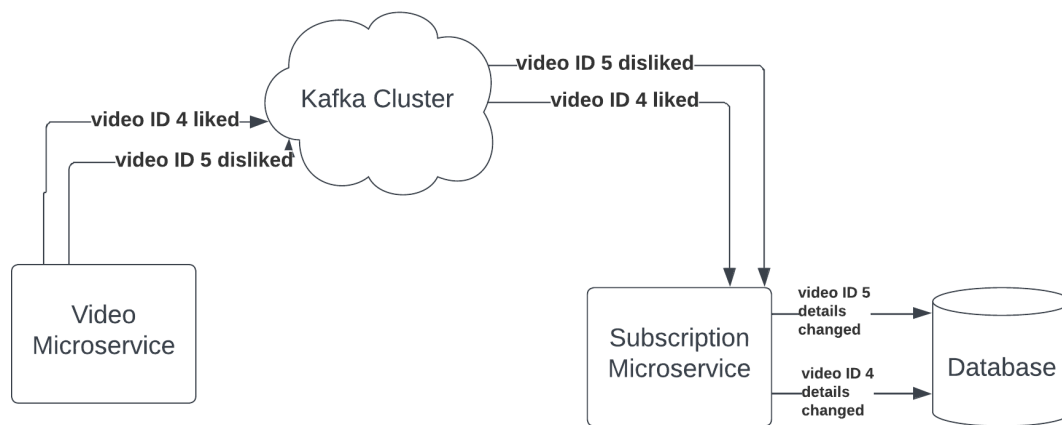 video ID 5 disliked
Kafka Cluster
video ID 4 liked
video ID 4 liked
video ID 5 disliked
Video
Microservice
Subscription
Microservice
video ID 5
details
changed
video ID 4
details
changed
Database